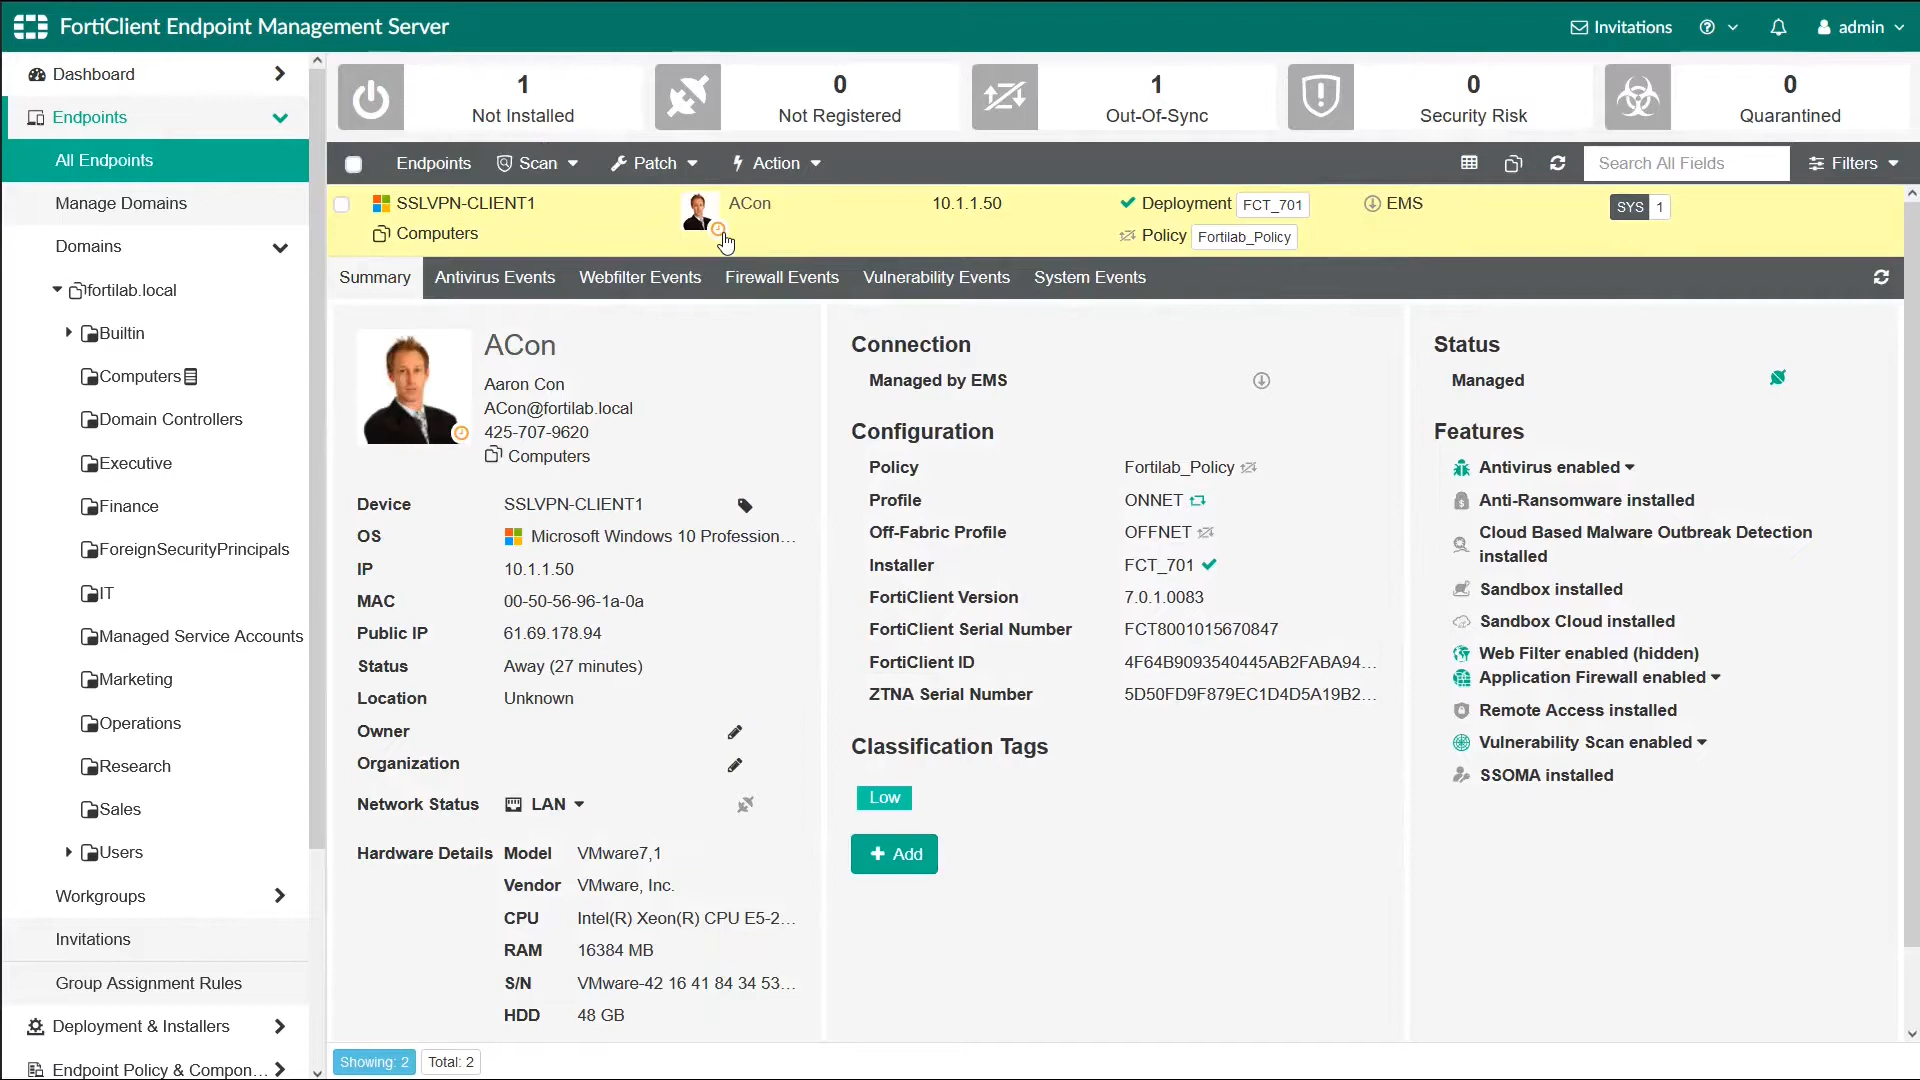 FortiClient Endpoint Management Server
Invitations
admin
Dashboard
Endpoints
All Endpoints
Manage Domains
Domains
fortilab.local
Builtin
Computers
Domain Controllers
Executive
Finance
ForeignSecurityPrincipals
IT
Managed Service Accounts
Marketing
Operations
Research
Sales
Users
Workgroups
Invitations
Group Assignment Rules
Deployment & Installers
Endpoint Policy & Compon...
1
Not Installed
0
Not Registered
1
Out-Of-Sync
0
Security Risk
0
Quarantined
Endpoints Scan Patch Action Search All Fields Filters
SSLVPN-CLIENT1 ACon 10.1.1.50 Deployment FCT_701 EMS SYS 1
Computers Policy Fortilab_Policy
Summary Antivirus Events Webfilter Events Firewall Events Vulnerability Events System Events
ACon
Aaron Con
ACon@fortilab.local
425-707-9620
Computers
Device SSLVPN-CLIENT1
OS Microsoft Windows 10 Profession...
IP 10.1.1.50
MAC 00-50-56-96-1a-0a
Public IP 61.69.178.94
Status Away (27 minutes)
Location Unknown
Owner
Organization
Network Status LAN
Hardware Details Model VMware7,1
Vendor VMware, Inc.
CPU Intel(R) Xeon(R) CPU E5-2...
RAM 16384 MB
S/N VMware-42 16 41 84 34 53...
HDD 48 GB
Connection
Managed by EMS
Configuration
Policy Fortilab_Policy
Profile ONNET
Off-Fabric Profile OFFNET
Installer FCT_701
FortiClient Version 7.0.1.0083
FortiClient Serial Number FCT8001015670847
FortiClient ID 4F64B9093540445AB2FABA94...
ZTNA Serial Number 5D50FD9F879EC1D4D5A19B2...
Classification Tags
Low
Add
Status
Managed
Features
Antivirus enabled
Anti-Ransomware installed
Cloud Based Malware Outbreak Detection
installed
Sandbox installed
Sandbox Cloud installed
Web Filter enabled (hidden)
Application Firewall enabled
Remote Access installed
Vulnerability Scan enabled
SSOMA installed
Showing: 2 Total: 2